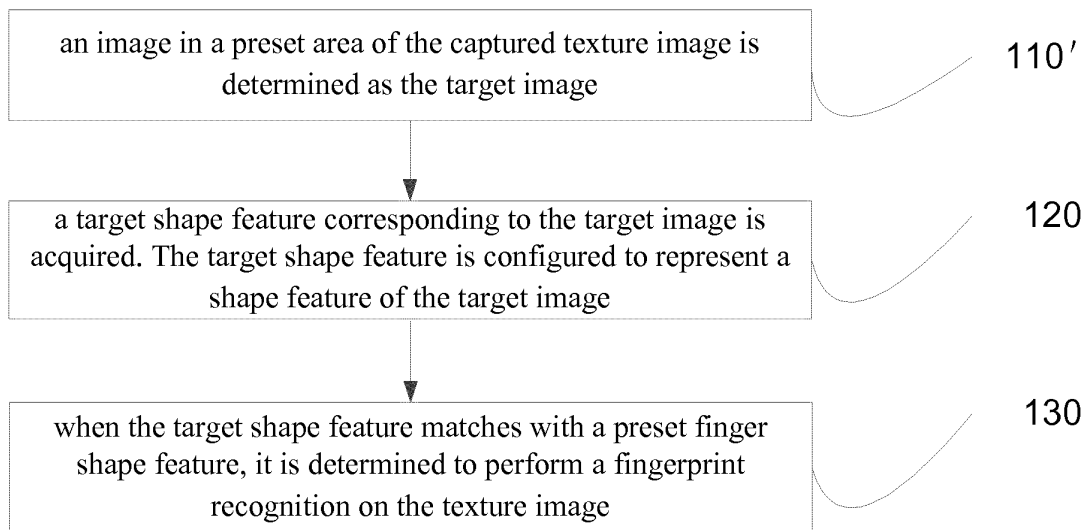 an image in a preset area of the captured texture image is
determined as the target image
110′
a target shape feature corresponding to the target image is
acquired. The target shape feature is configured to represent a
shape feature of the target image
120
when the target shape feature matches with a preset finger
shape feature, it is determined to perform a fingerprint
recognition on the texture image
130